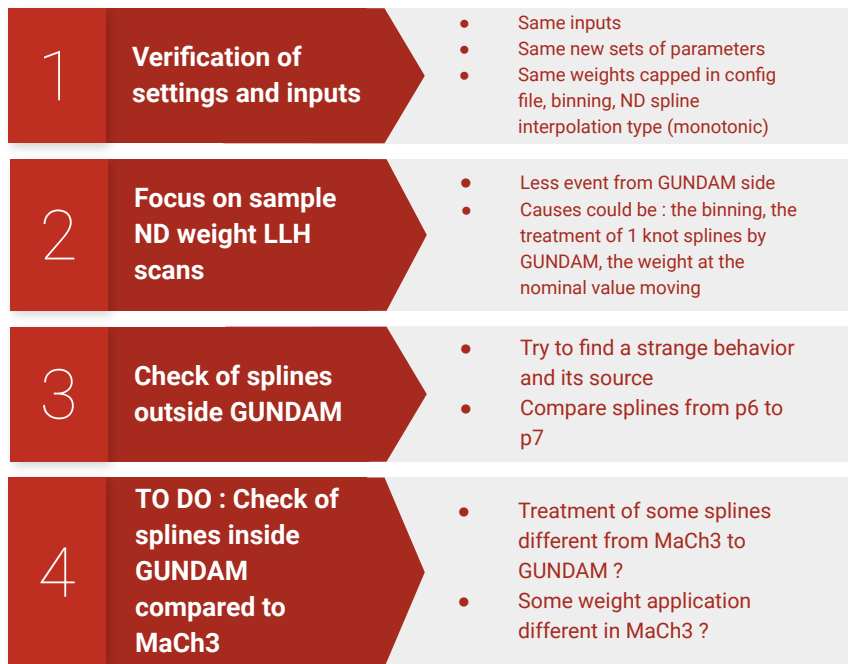 1
Verification of
settings and inputs
● Same inputs
● Same new sets of parameters
● Same weights capped in config
file, binning, ND spline
interpolation type (monotonic)
2
Focus on sample
ND weight LLH
scans
● Less event from GUNDAM side
● Causes could be : the binning, the
treatment of 1 knot splines by
GUNDAM, the weight at the
nominal value moving
3
Check of splines
outside GUNDAM
● Try to find a strange behavior
and its source
● Compare splines from p6 to
p7
4
TO DO : Check of
splines inside
GUNDAM
compared to
MaCh3
● Treatment of some splines
different from MaCh3 to
GUNDAM ?
● Some weight application
different in MaCh3 ?